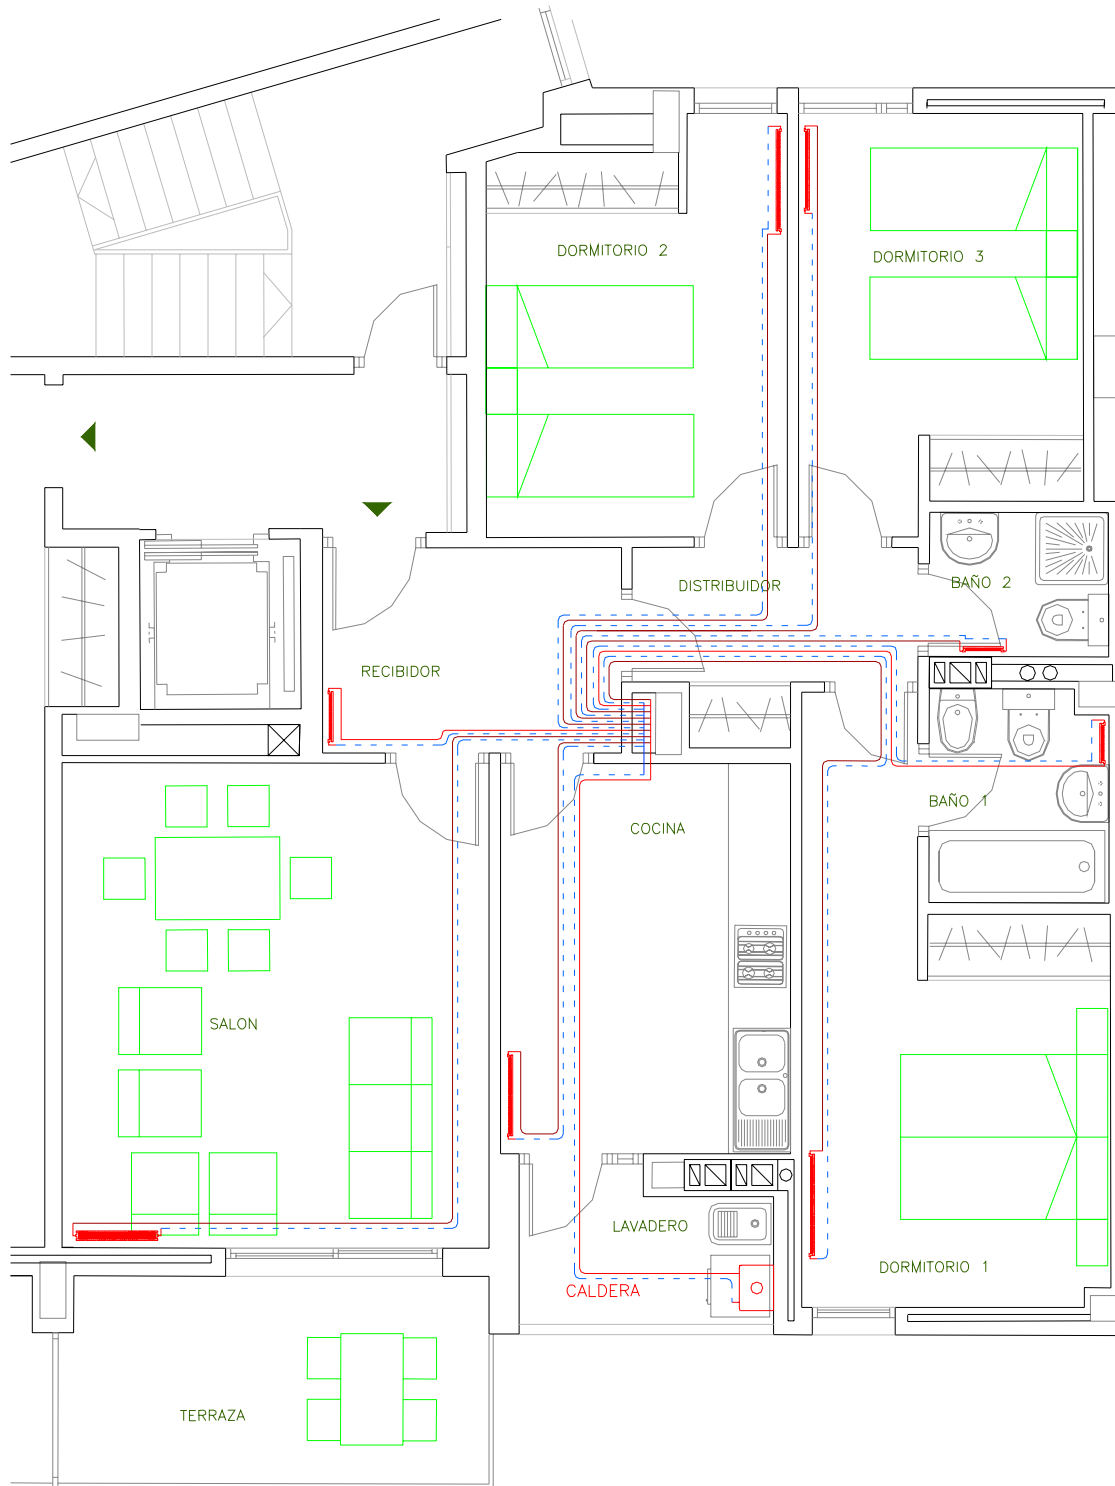 DORMITORIO 2
DORMITORIO 3
DISTRIBUIDOR
BAÑO 2
RECIBIDOR
BAÑO 1
COCINA
SALON
LAVADERO
DORMITORIO 1
CALDERA
TERRAZA